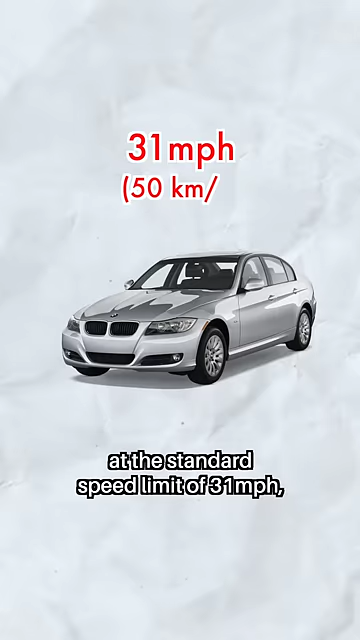 31mph
(50 km/
at the standard
speed limit of 31mph,